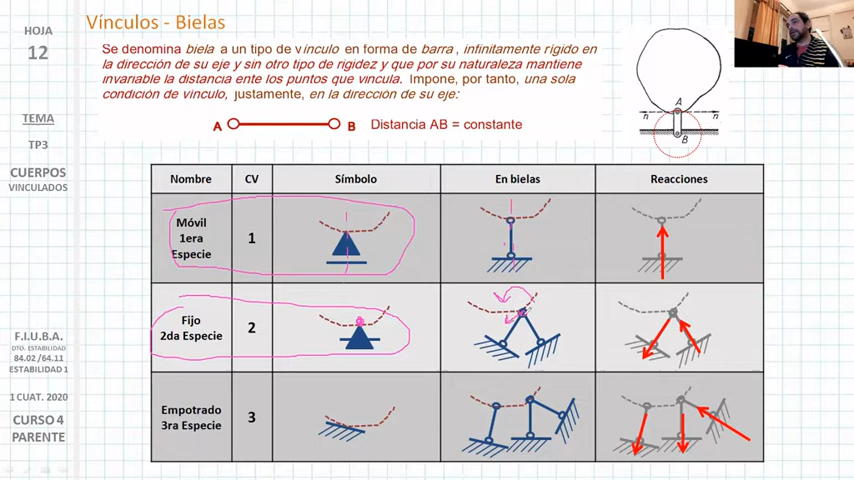 HOJA
12
TEMA
TP3
CUERPOS
VINCULADOS
F.I.U.B.A.
DTO. ESTABILIDAD
84.02 /64.11
ESTABILIDAD 1
1 CUAT. 2020
CURSO 4
PARENTE
Vínculos - Bielas
Se denomina biela a un tipo de vínculo en forma de barra, infinitamente rígido en
la dirección de su eje y sin otro tipo de rigidez y que por su naturaleza mantiene
invariable la distancia ente los puntos que vincula. Impone, por tanto, una sola
condición de vínculo, justamente, en la dirección de su eje:
A B Distancia AB = constante
A
n n
B
Nombre CV Símbolo En bielas Reacciones
Móvil
1era
Especie
1
Fijo
2da Especie
2
Empotrado
3ra Especie
3